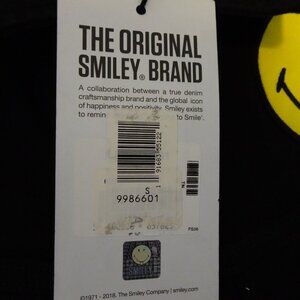 THE ORIGINAL
SMILEY® BRAND
A collaboration between a true denim
craftsmanship brand and the global icon
of happiness and positivity. Smiley exists
to remin to Smile'.
S
9986601
SMILEY
©1971 - 2018. The Smiley Company | smiley.com